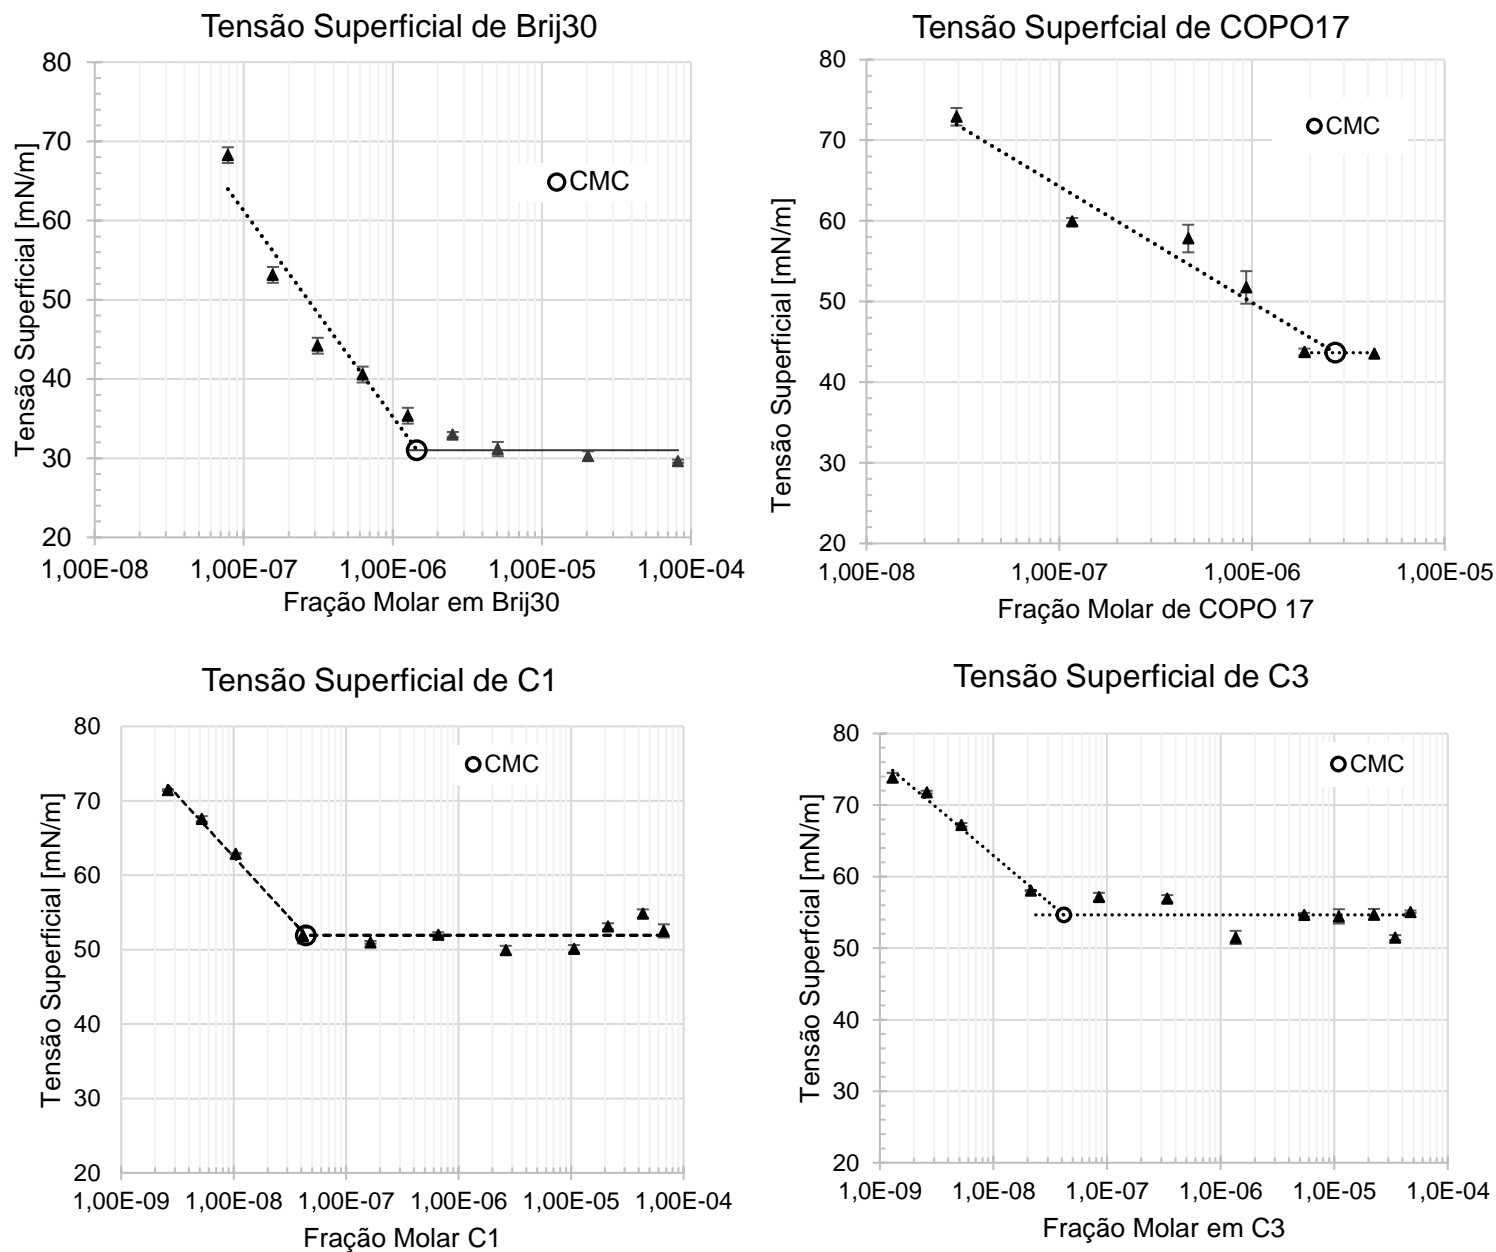 Tensão Superficial de Brij30
80
70
60
50
40
30
20
Tensão Superficial [mN/m]
CMC
1,00E-08 1,00E-07 1,00E-06 1,00E-05 1,00E-04
Fração Molar em Brij30
Tensão Superfcial de COPO17
80
70
60
50
40
30
20
Tensão Superficial [mN/m]
CMC
1,00E-08 1,00E-07 1,00E-06 1,00E-05
Fração Molar de COPO 17
Tensão Superficial de C1
80
70
60
50
40
30
20
Tensão Superficial [mN/m]
CMC
1,00E-09 1,00E-08 1,00E-07 1,00E-06 1,00E-05 1,00E-04
Fração Molar C1
Tensão Superficial de C3
80
70
60
50
40
30
20
Tensão Superfcial [mN/m]
CMC
1,0E-09 1,0E-08 1,0E-07 1,0E-06 1,0E-05 1,0E-04
Fração Molar em C3